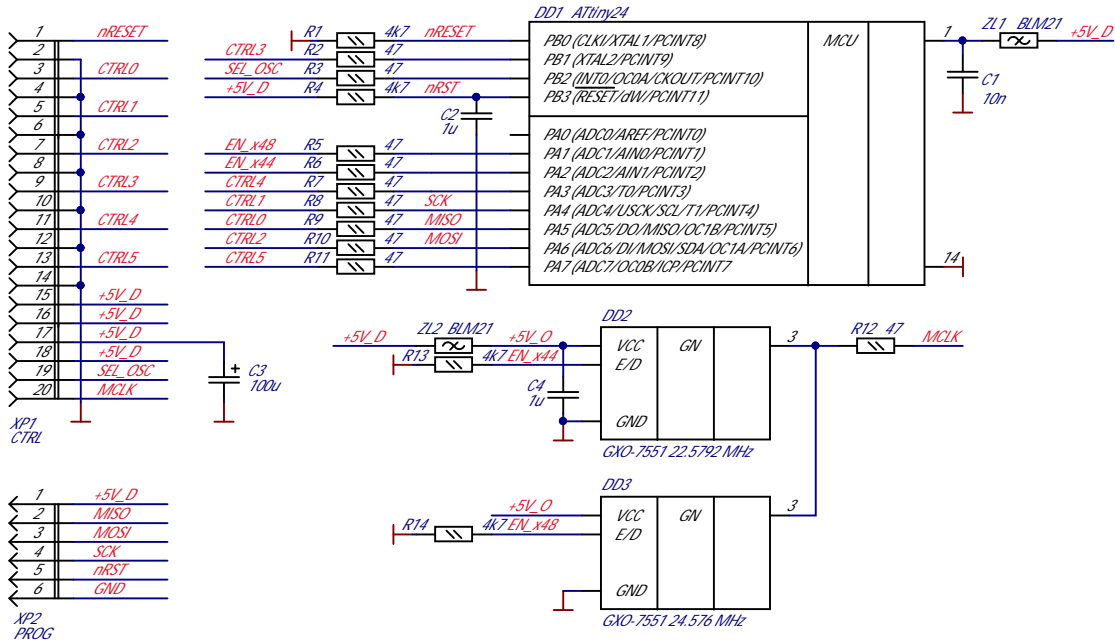 DD1 ATtiny24
1 nRESET
2
3 CTRL0
4
5 CTRL1
6
7 CTRL2
8
9 CTRL3
10
11 CTRL4
12
13 CTRL5
14
15 +5V_D
16 +5V_D
17 +5V_D
18 +5V_D
19 SEL_OSC
20 MCLK
XP1
CTRL
R1 4k7 nRESET
CTRL3 R2 47
SEL_OSC R3 47
+5V_D R4 4k7 nRST
C2
1u
EN_x48 R5 47
EN_x44 R6 47
CTRL4 R7 47
CTRL1 R8 47 SCK
CTRL0 R9 47 MISO
CTRL2 R10 47 MOSI
CTRL5 R11 47
PB0 (CLKI/XTAL1/PCINT8)
PB1 (XTAL2/PCINT9)
PB2 (INT0/OC0A/CKOUT/PCINT10)
PB3 (RESET/dW/PCINT11)
PA0 (ADC0/AREF/PCINT0)
PA1 (ADC1/AIN0/PCINT1)
PA2 (ADC2/AIN1/PCINT2)
PA3 (ADC3/T0/PCINT3)
PA4 (ADC4/USCK/SCL/T1/PCINT4)
PA5 (ADC5/DO/MISO/OC1B/PCINT5)
PA6 (ADC6/DI/MOSI/SDA/OC1A/PCINT6)
PA7 (ADC7/OC0B/ICP/PCINT7
MCU
1
14
ZL1 BLM21
+5V_D
C1
10n
C3
+
100u
+5V_D ZL2 BLM21 +5V_O
R13 4k7 EN_x44
C4
1u
DD2
VCC GN
E/D
GND
3
GXO-7551 22.5792 MHz
R12 47 MCLK
DD3
+5V_O
R14 4k7 EN_x48
VCC GN
E/D
GND
3
GXO-7551 24.576 MHz
1 +5V_D
2 MISO
3 MOSI
4 SCK
5 nRST
6 GND
XP2
PROG